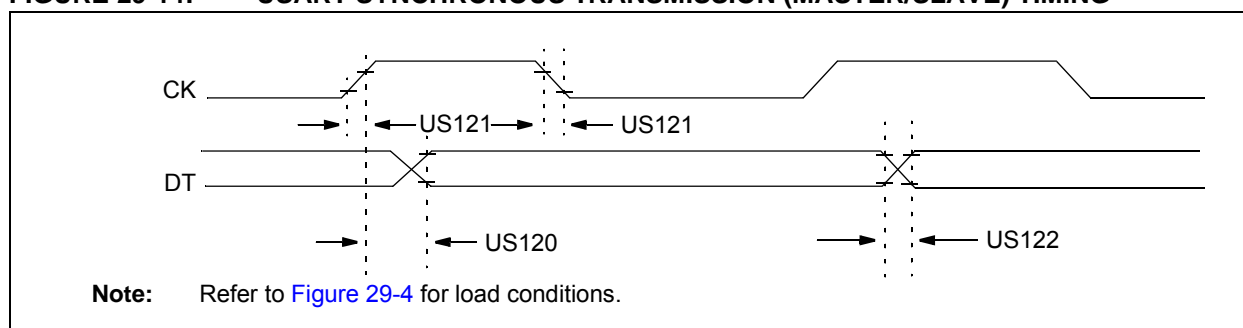 CK
US121 US121
DT
US120 US122
Note: Refer to Figure 29-4 for load conditions.